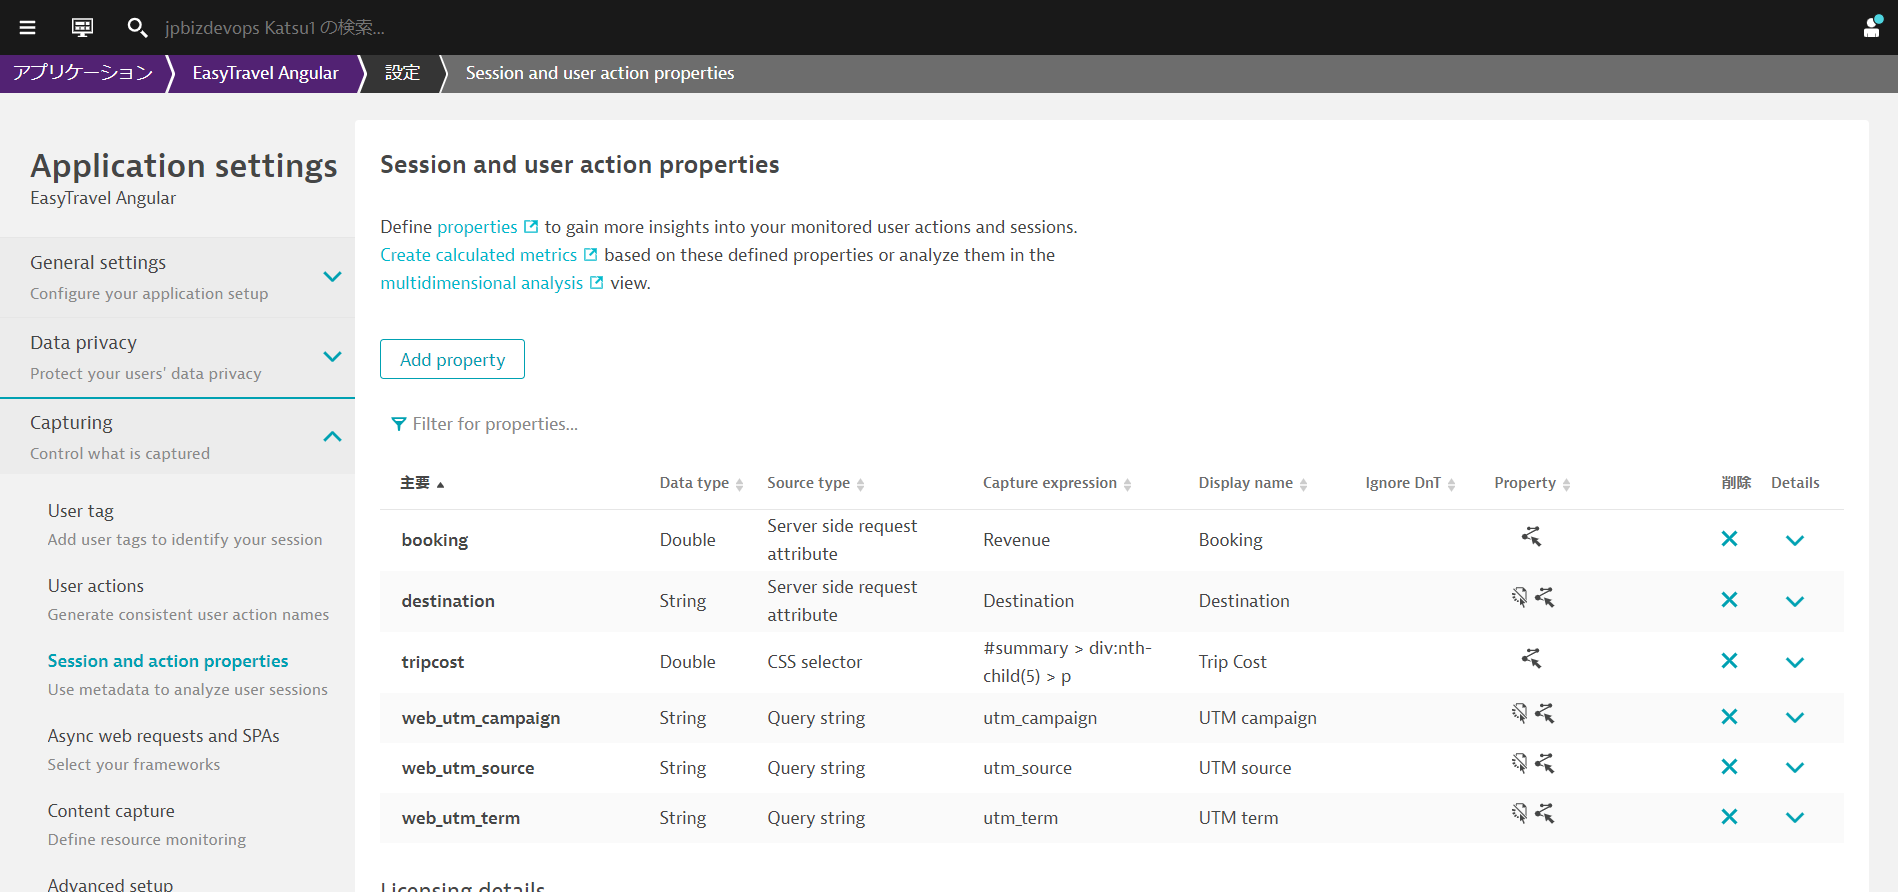 jpbizdevops Katsu1 の検索...
アプリケーション
EasyTravel Angular
設定
Session and user action properties
Application settings
EasyTravel Angular
General settings
Configure your application setup
Data privacy
Protect your users' data privacy
Capturing
Control what is captured
User tag
Add user tags to identify your session
User actions
Generate consistent user action names
Session and action properties
Use metadata to analyze user sessions
Async web requests and SPAs
Select your frameworks
Content capture
Define resource monitoring
Advanced setup
Session and user action properties
Define properties to gain more insights into your monitored user actions and sessions.
Create calculated metrics based on these defined properties or analyze them in the
multidimensional analysis view.
Add property
Filter for properties...
主要 Data type Source type Capture expression Display name Ignore DnT Property 削除 Details
booking Double Server side request attribute Revenue Booking
destination String Server side request attribute Destination Destination
tripcost Double CSS selector #summary > div:nth-child(5) > p Trip Cost
web_utm_campaign String Query string utm_campaign UTM campaign
web_utm_source String Query string utm_source UTM source
web_utm_term String Query string utm_term UTM term
Licensing details